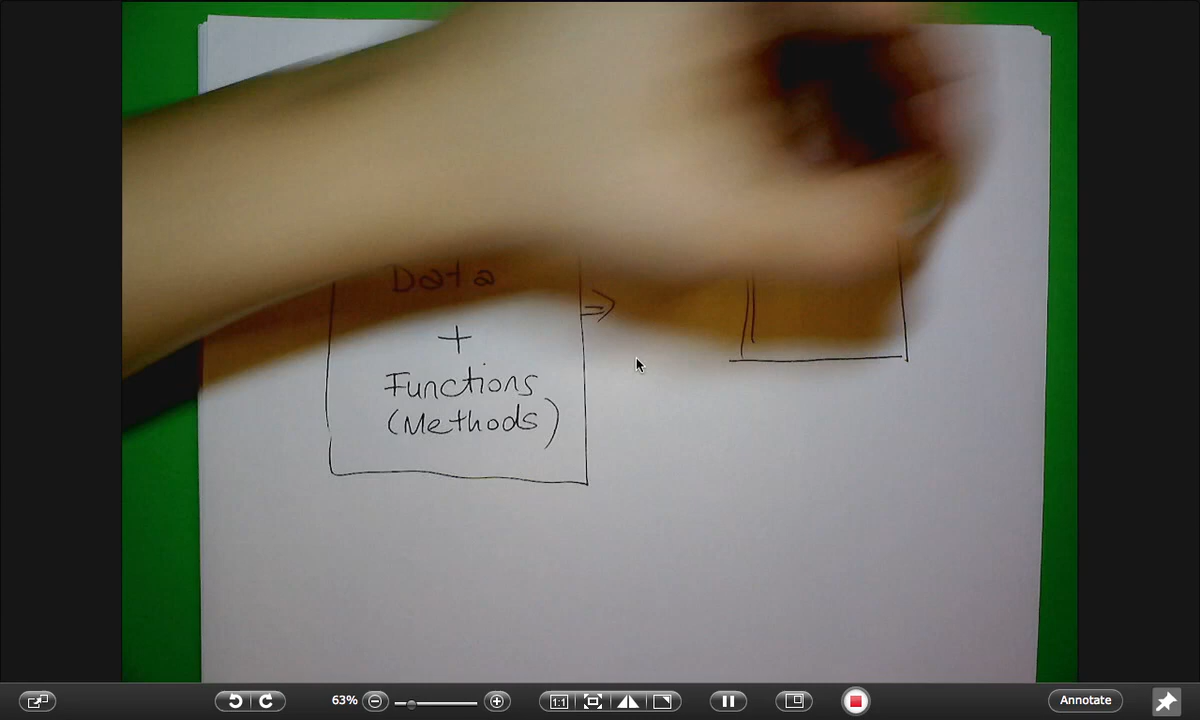 Data
+
Functions
(Methods)
63%
1:1
Annotate